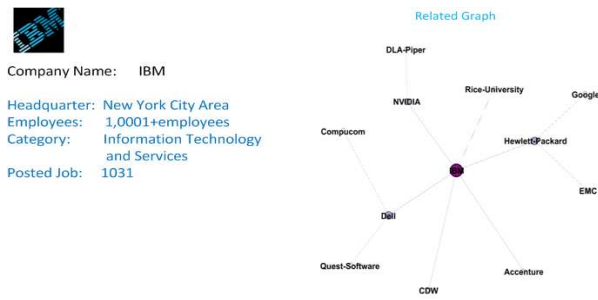 IBM
Company Name: IBM
Headquarter: New York City Area
Employees: 1,0001+employees
Category: Information Technology
and Services
Posted Job: 1031
Related Graph
DLA-Piper
Rice-University
Google
NVIDIA
Compucom
Hewlett-Packard
IBM
EMC
Dell
Quest-Software
Accenture
CDW